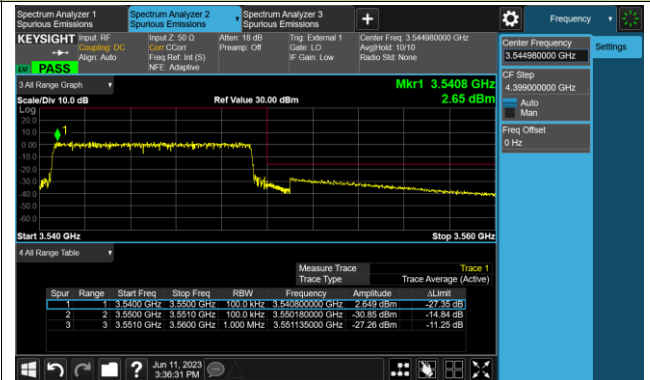 Spectrum Analyzer 1
Spurious Emissions
Spectrum Analyzer 2
Spurious Emissions
Spectrum Analyzer 3
Spurious Emissions
Frequency
KEYSIGHT
Input: RF
Coupling: DC
Align: Auto
Input Z: 50 Ω
Corr CCorr
Freq Ref: Int (S)
NFE: Adaptive
Atten: 18 dB
Preamp: Off
Trig: External 1
Gate: LO
IF Gain: Low
Center Freq: 3.544980000 GHz
Avg|Hold: 10/10
Radio Std: None
PASS
Center Frequency
3.544980000 GHz
Settings
CF Step
4.399000000 GHz
Auto
Man
Freq Offset
0 Hz
3 All Range Graph
Mkr1 3.5408 GHz
Scale/Div 10.0 dB
Ref Value 30.00 dBm
2.65 dBm
Log
20.0
10.0
0.00
-10.0
-20.0
-30.0
-40.0
-50.0
-60.0
1
Start 3.540 GHz
Stop 3.560 GHz
4 All Range Table
Measure Trace Trace 1
Trace Type Trace Average (Active)
Spur Range Start Freq Stop Freq RBW Frequency Amplitude ΔLimit
1 1 3.5400 GHz 3.5500 GHz 100.0 kHz 3.540800000 GHz 2.649 dBm -27.35 dB
2 2 3.5500 GHz 3.5510 GHz 100.0 kHz 3.550180000 GHz -30.85 dBm -14.84 dB
3 3 3.5510 GHz 3.5600 GHz 1.000 MHz 3.551135000 GHz -27.26 dBm -11.25 dB
Jun 11, 2023
3:36:31 PM